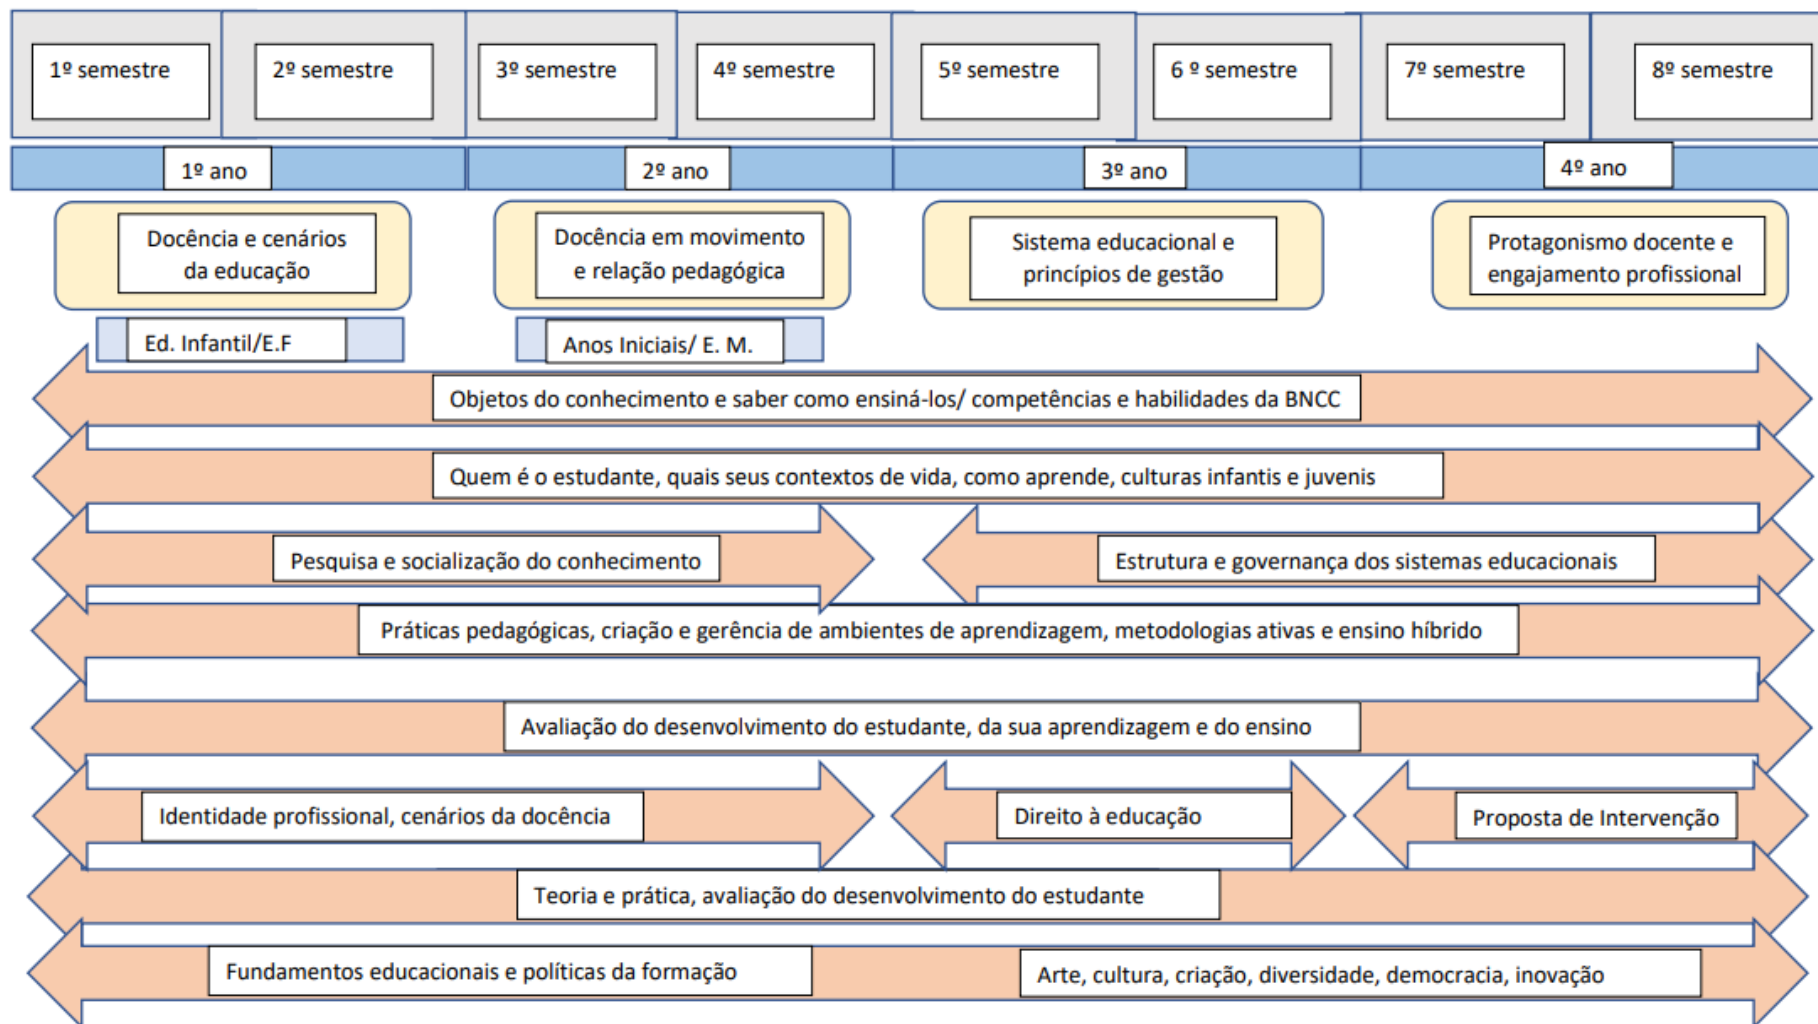 1º semestre
2º semestre
3º semestre
4º semestre
5º semestre
6 º semestre
7º semestre
8º semestre
1º ano
2º ano
3º ano
4º ano
Docência e cenários
da educação
Docência em movimento
e relação pedagógica
Sistema educacional e
princípios de gestão
Protagonismo docente e
engajamento profissional
Ed. Infantil/E.F
Anos Iniciais/ E. M.
Objetos do conhecimento e saber como ensiná-los/ competências e habilidades da BNCC
Quem é o estudante, quais seus contextos de vida, como aprende, culturas infantis e juvenis
Pesquisa e socialização do conhecimento
Estrutura e governança dos sistemas educacionais
Práticas pedagógicas, criação e gerência de ambientes de aprendizagem, metodologias ativas e ensino híbrido
Avaliação do desenvolvimento do estudante, da sua aprendizagem e do ensino
Identidade profissional, cenários da docência
Direito à educação
Proposta de Intervenção
Teoria e prática, avaliação do desenvolvimento do estudante
Fundamentos educacionais e políticas da formação
Arte, cultura, criação, diversidade, democracia, inovação